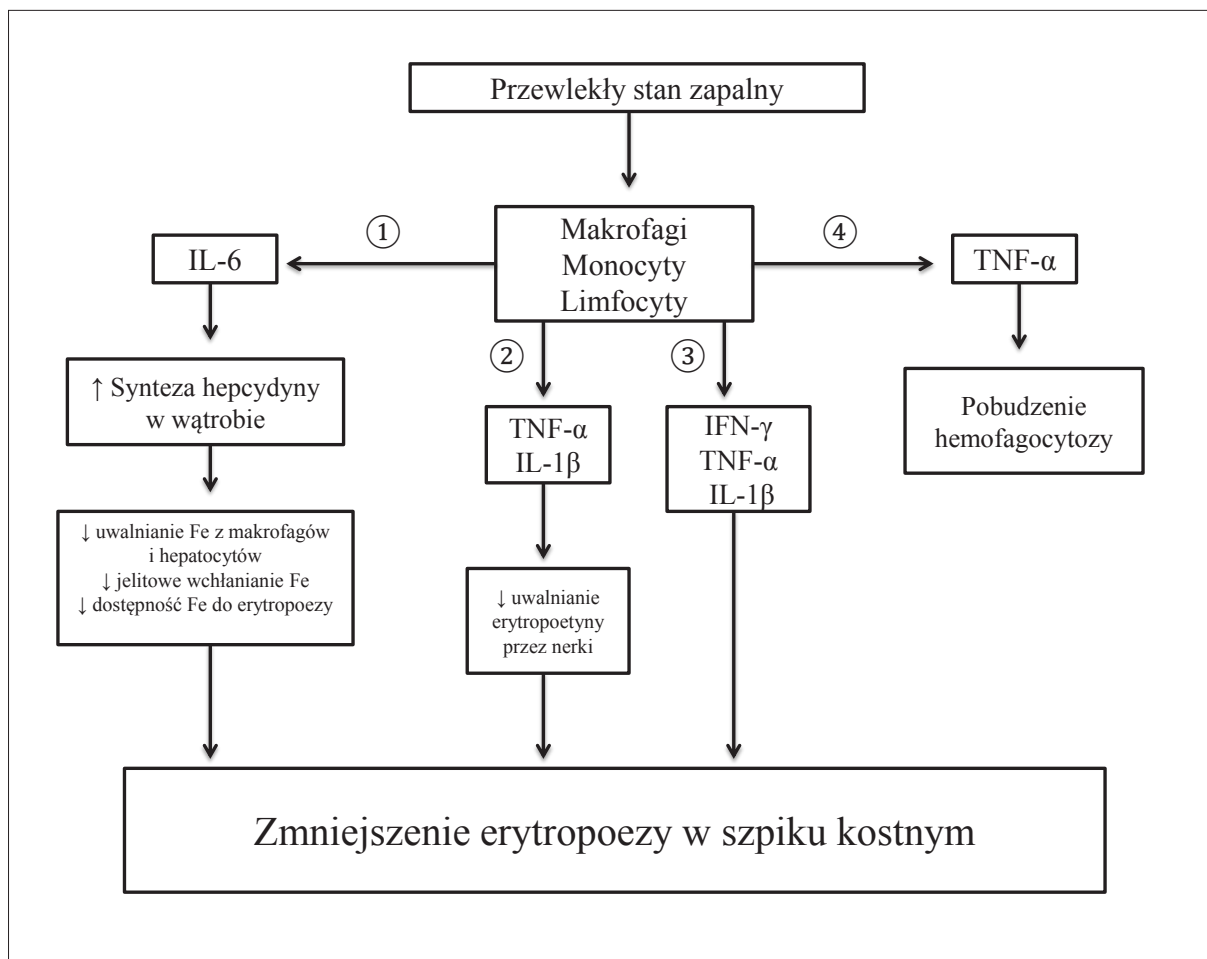 Przewlekły stan zapalny
Makrofagi
Monocyty
Limfocyty
①
IL-6
↑ Synteza hepcydyny
w wątrobie
↓ uwalnianie Fe z makrofagów
i hepatocytów
↓ jelitowe wchłanianie Fe
↓ dostępność Fe do erytropoezy
②
TNF-α
IL-1β
↓ uwalnianie
erytropoetyny
przez nerki
③
IFN-γ
TNF-α
IL-1β
④
TNF-α
Pobudzenie
hemofagocytozy
Zmniejszenie erytropoezy w szpiku kostnym